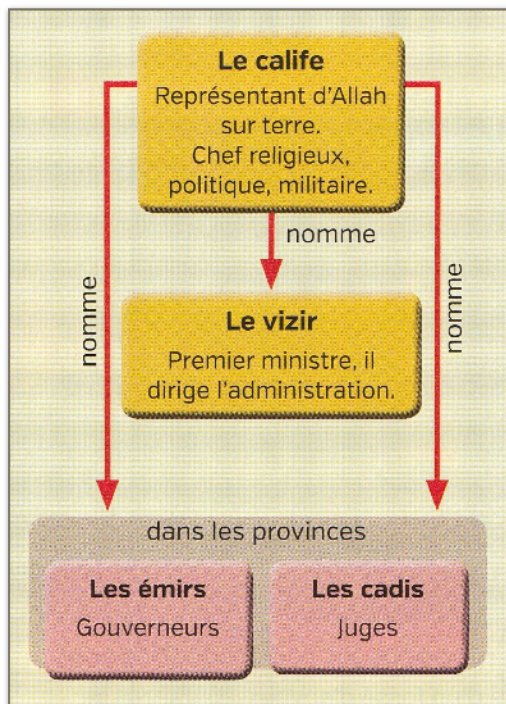 Le calife
Représentant d'Allah
sur terre.
Chef religieux,
politique, militaire.
nomme
nomme
nomme
Le vizir
Premier ministre, il
dirige l'administration.
dans les provinces
Les émirs
Gouverneurs
Les cadis
Juges